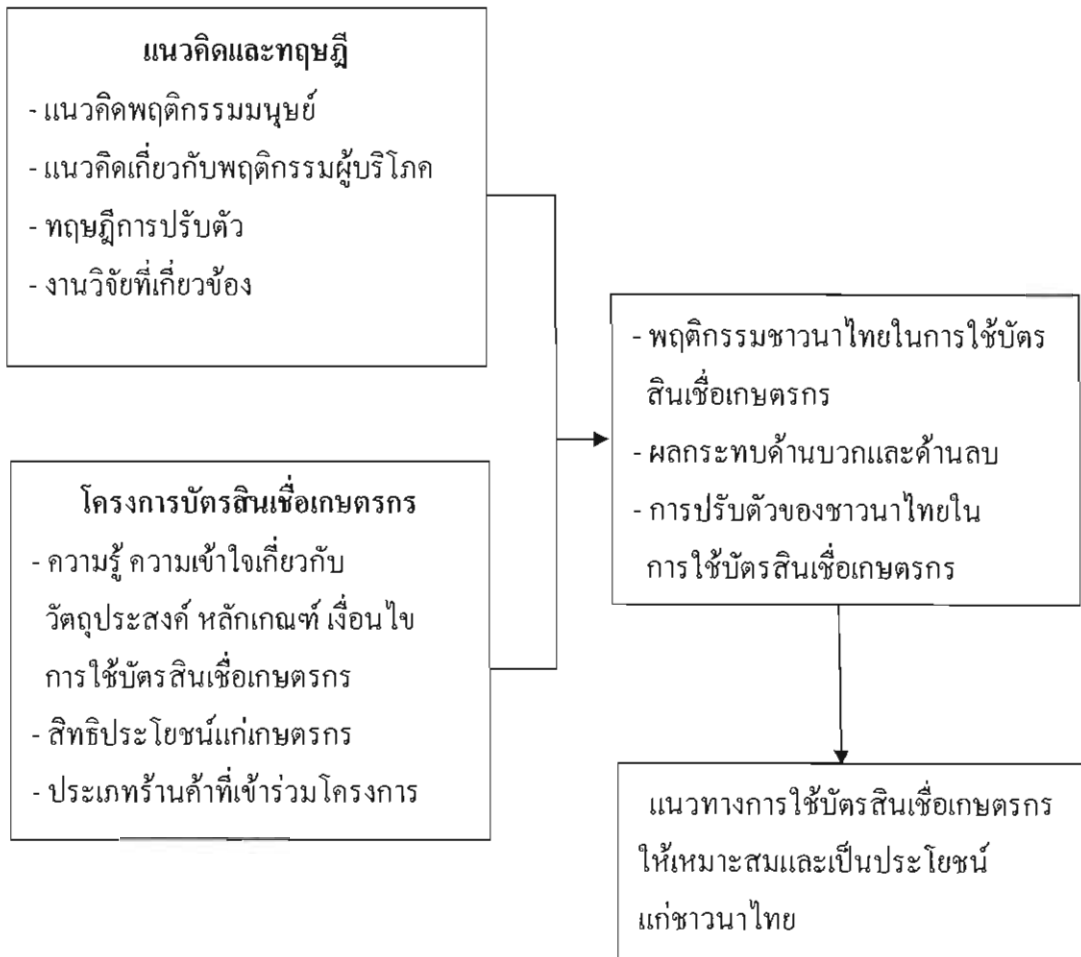 แนวคิดและทฤษฎี
- แนวคิดพฤติกรรมมนุษย์
- แนวคิดเกี่ยวกับพฤติกรรมผู้บริโภค
- ทฤษฎีการปรับตัว
- งานวิจัยที่เกี่ยวข้อง
โครงการบัตรสินเชื่อเกษตรกร
- ความรู้ ความเข้าใจเกี่ยวกับ
วัตถุประสงค์ หลักเกณฑ์ เงื่อนไข
การใช้บัตรสินเชื่อเกษตรกร
- สิทธิประโยชน์แก่เกษตรกร
- ประเภทร้านค้าที่เข้าร่วมโครงการ
- พฤติกรรมชาวนาไทยในการใช้บัตร
สินเชื่อเกษตรกร
- ผลกระทบด้านบวกและด้านลบ
- การปรับตัวของชาวนาไทยใน
การใช้บัตรสินเชื่อเกษตรกร
แนวทางการใช้บัตรสินเชื่อเกษตรกร
ให้เหมาะสมและเป็นประโยชน์
แก่ชาวนาไทย